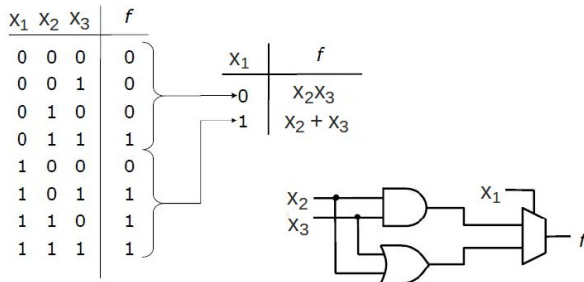 x₁ x₂ x₃ f
0 0 0 0
0 0 1 0
0 1 0 0
0 1 1 1
1 0 0 0
1 0 1 1
1 1 0 1
1 1 1 1
x₁ f
0 x₂x₃
1 x₂ + x₃
x₂
x₃
x₁
f